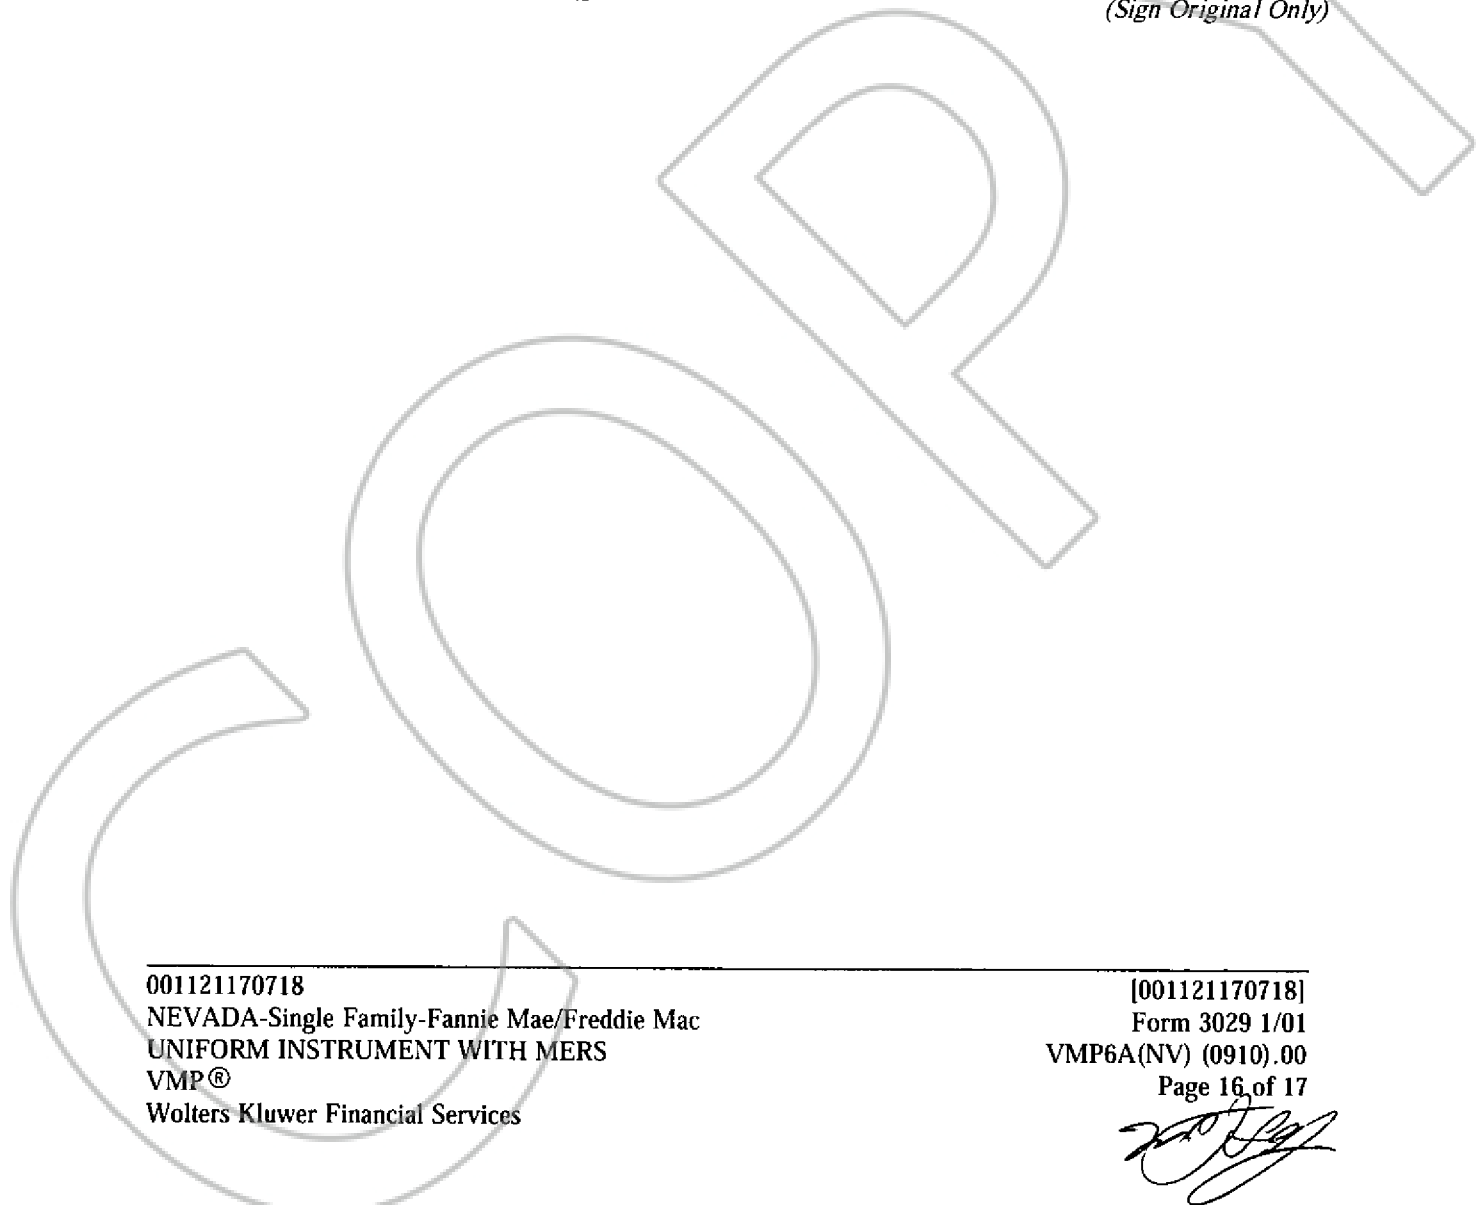 (Sign Original Only)
COPY
001121170718
NEVADA-Single Family-Fannie Mae/Freddie Mac
UNIFORM INSTRUMENT WITH MERS
VMP®
Wolters Kluwer Financial Services
[001121170718]
Form 3029 1/01
VMP6A(NV) (0910).00
Page 16 of 17